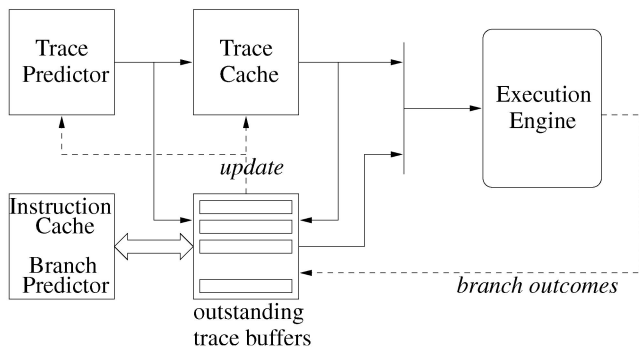 Trace
Predictor
Trace
Cache
Execution
Engine
update
Instruction
Cache
Branch
Predictor
branch outcomes
outstanding
trace buffers